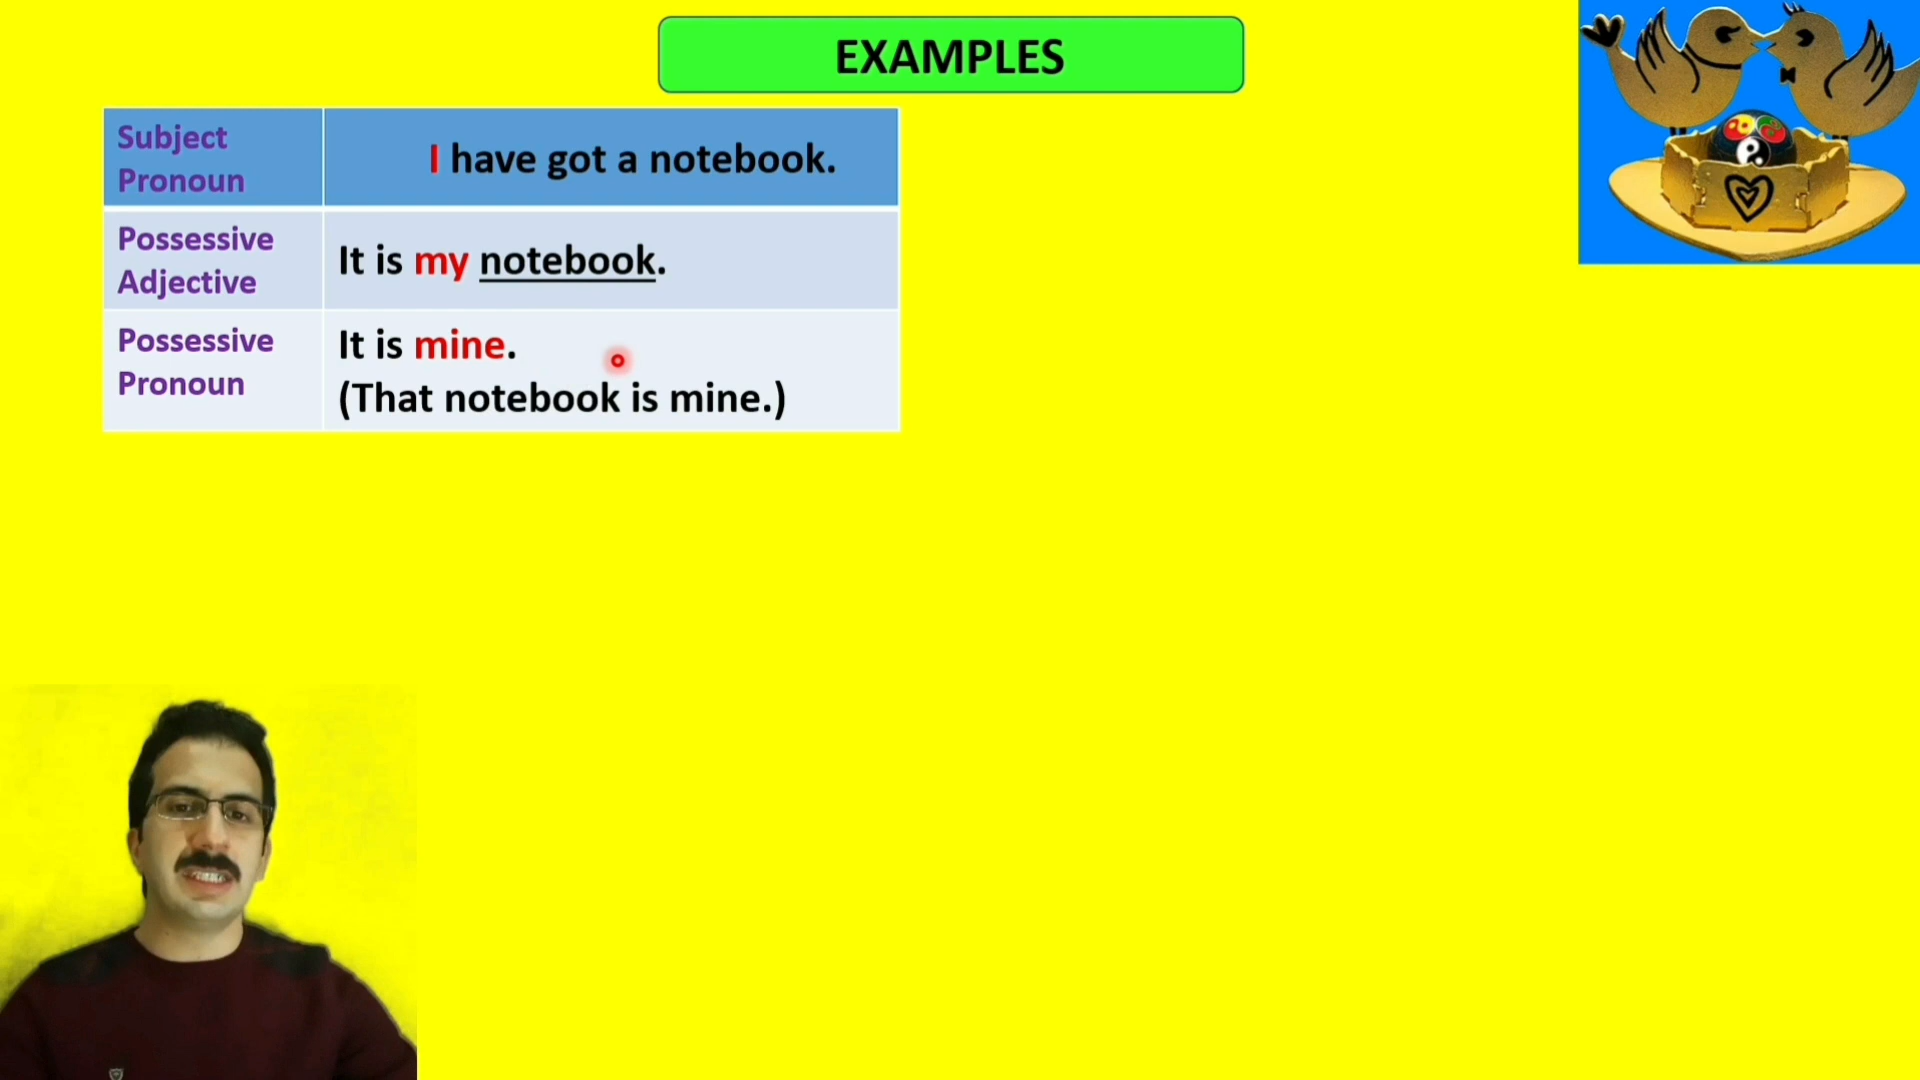 EXAMPLES
Subject
Pronoun
I have got a notebook.
Possessive
Adjective
It is my notebook.
Possessive
Pronoun
It is mine.
(That notebook is mine.)